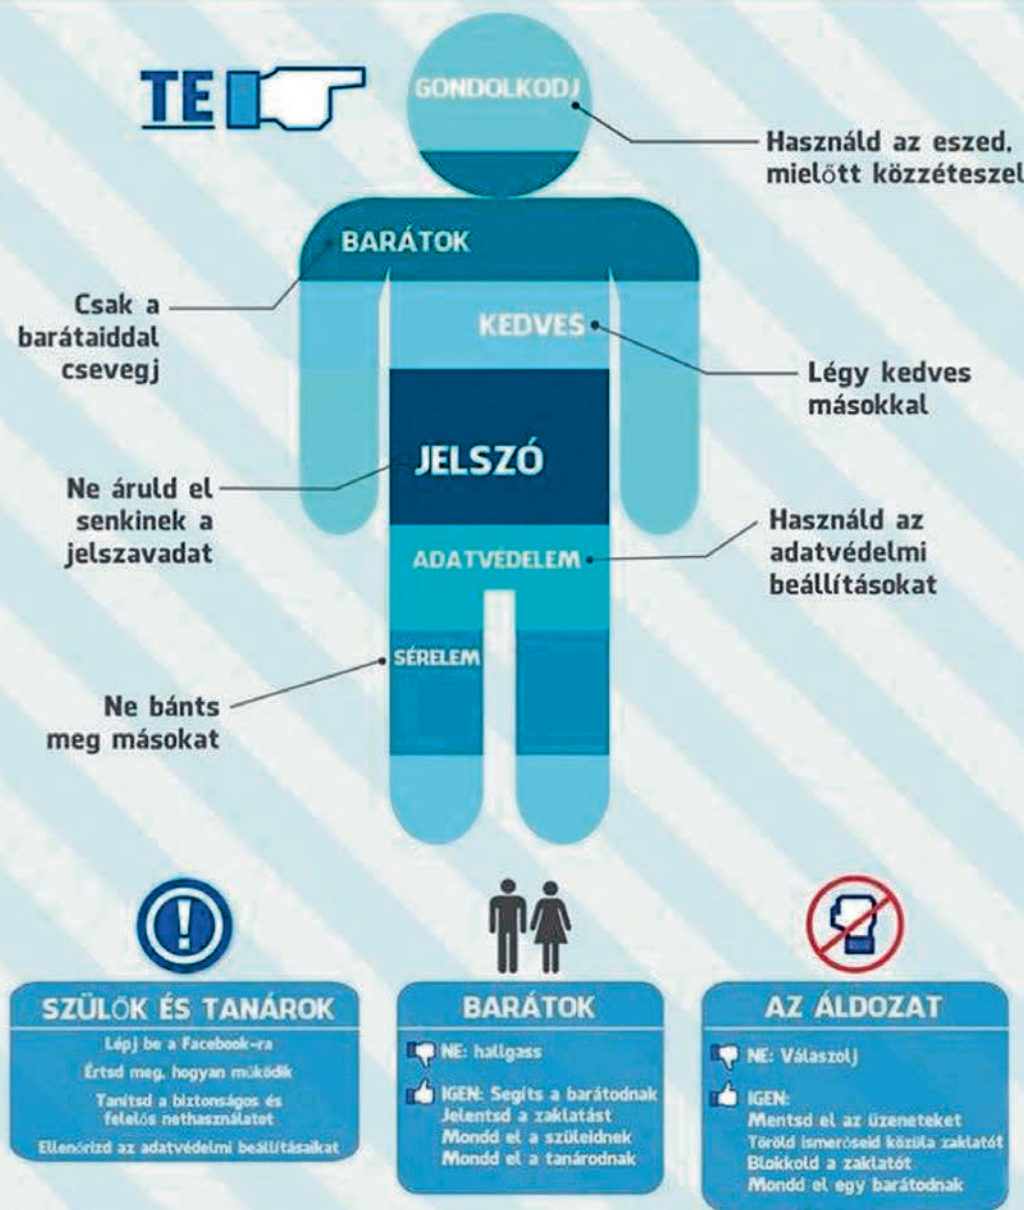 TE
GONDOLKODJ
Használd az eszed,
mielőtt közzéteszel
BARÁTOK
Csak a
barátaiddal
csevegj
KEDVES
Légy kedves
másokkal
JELSZÓ
Ne áruld el
senkinek a
jelszavadat
ADATVÉDELEM
Használd az
adatvédelmi
beállításokat
SÉRELEM
Ne bánts
meg másokat
SZÜLŐK ÉS TANÁROK
Lépj be a Facebook-ra
Értsd meg, hogyan működik
Tanítsd a biztonságos és
felelős nethasználatot
Ellenőrizd az adatvédelmi beállításaikat
BARÁTOK
NE: hallgass
IGEN: Segíts a barátodnak
Jelentsd a zaklatást
Mondd el a szüleidnek
Mondd el a tanárodnak
AZ ÁLDOZAT
NE: Válaszolj
IGEN:
Mentsd el az üzeneteket
Töröld ismerőseid közüla zaklatót
Blokkold a zaklatót
Mondd el egy barátodnak